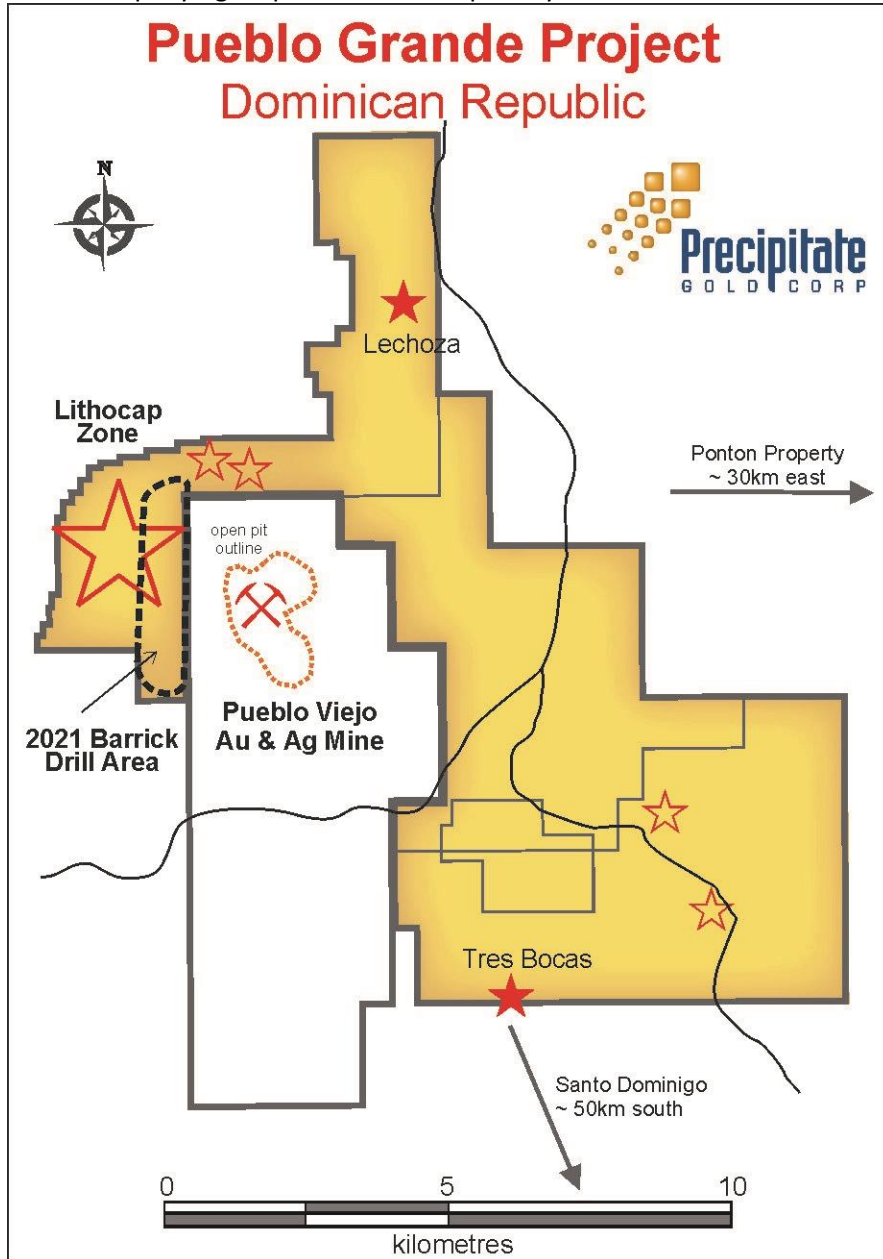 Pueblo Grande Project
Dominican Republic
N
Precipitate
GOLD CORP
Lechoza
Lithocap
Zone
Ponton Property
~ 30km east
open pit
outline
Pueblo Viejo
Au & Ag Mine
2021 Barrick
Drill Area
Tres Bocas
Santo Dominigo
~ 50km south
0 5 10
kilometres